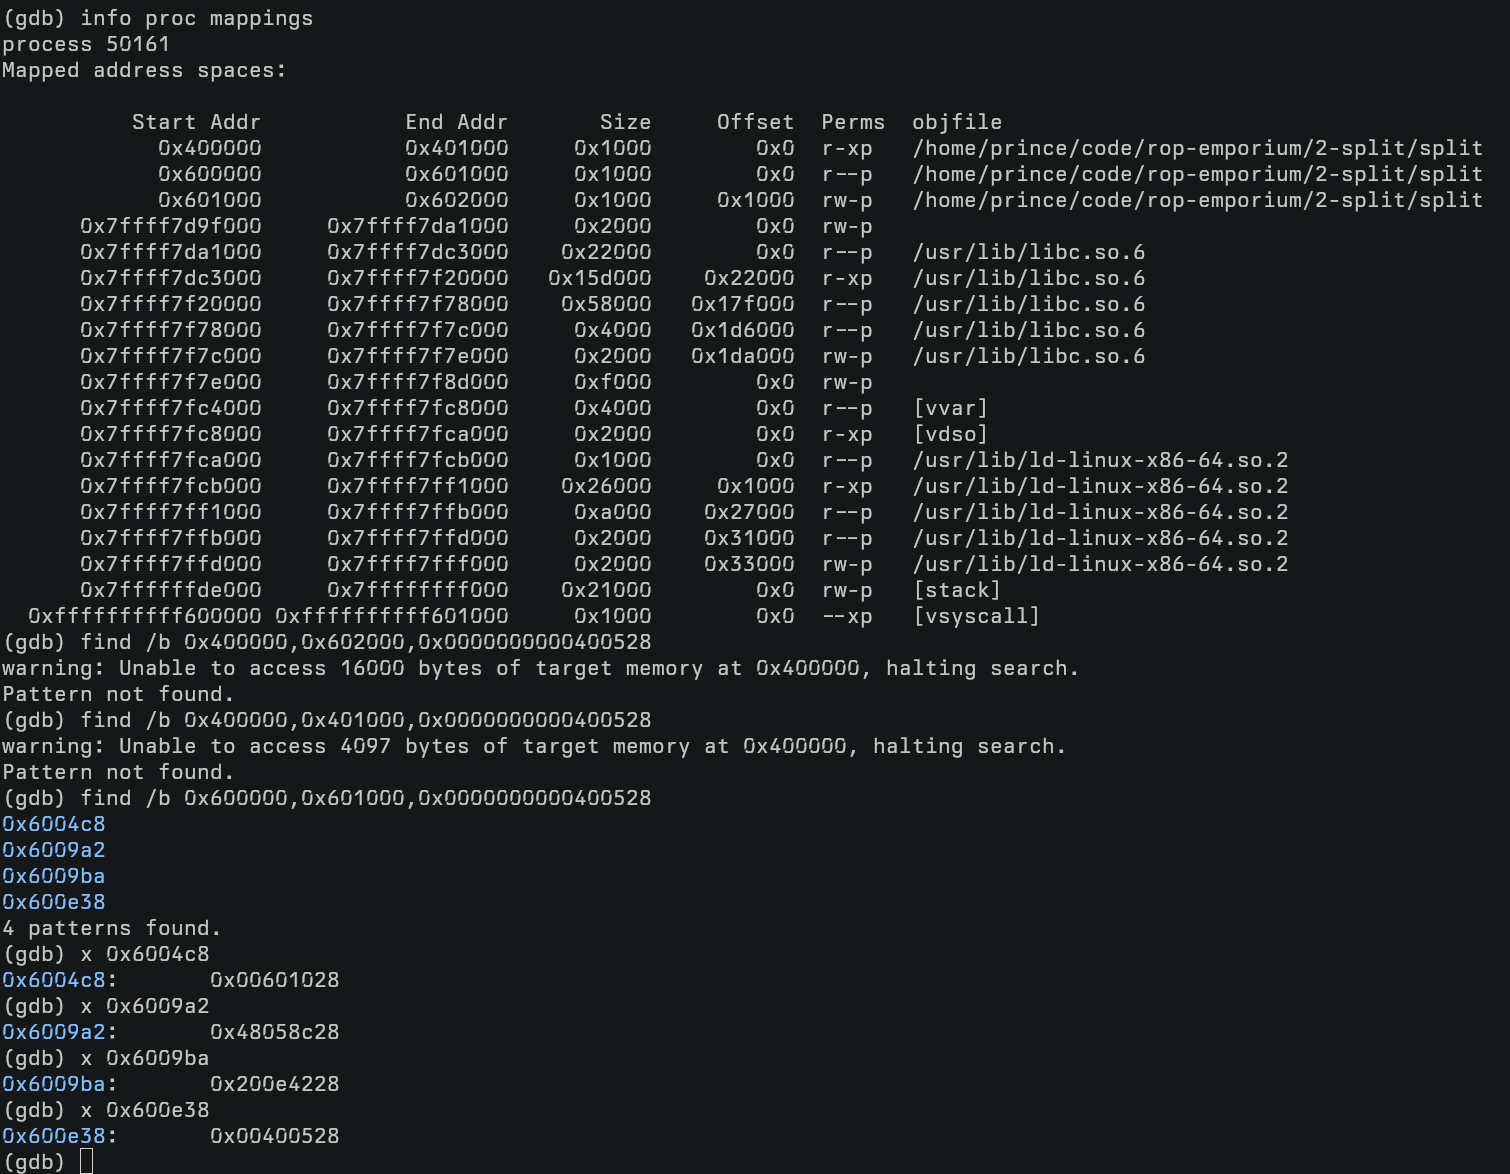 (gdb) info proc mappings
process 50161
Mapped address spaces:
Start Addr End Addr Size Offset Perms objfile
0x400000 0x401000 0x1000 0x0 r-xp /home/prince/code/rop-emporium/2-split/split
0x600000 0x601000 0x1000 0x0 r--p /home/prince/code/rop-emporium/2-split/split
0x601000 0x602000 0x1000 0x1000 rw-p /home/prince/code/rop-emporium/2-split/split
0x7ffff7d9f000 0x7ffff7da1000 0x2000 0x0 rw-p
0x7ffff7da1000 0x7ffff7dc3000 0x22000 0x0 r--p /usr/lib/libc.so.6
0x7ffff7dc3000 0x7ffff7f20000 0x15d000 0x22000 r-xp /usr/lib/libc.so.6
0x7ffff7f20000 0x7ffff7f78000 0x58000 0x17f000 r--p /usr/lib/libc.so.6
0x7ffff7f78000 0x7ffff7f7c000 0x4000 0x1d6000 r--p /usr/lib/libc.so.6
0x7ffff7f7c000 0x7ffff7f7e000 0x2000 0x1da000 rw-p /usr/lib/libc.so.6
0x7ffff7f7e000 0x7ffff7f8d000 0xf000 0x0 rw-p
0x7ffff7fc4000 0x7ffff7fc8000 0x4000 0x0 r--p [vvar]
0x7ffff7fc8000 0x7ffff7fca000 0x2000 0x0 r-xp [vdso]
0x7ffff7fca000 0x7ffff7fcb000 0x1000 0x0 r--p /usr/lib/ld-linux-x86-64.so.2
0x7ffff7fcb000 0x7ffff7ff1000 0x26000 0x1000 r-xp /usr/lib/ld-linux-x86-64.so.2
0x7ffff7ff1000 0x7ffff7ffb000 0xa000 0x27000 r--p /usr/lib/ld-linux-x86-64.so.2
0x7ffff7ffb000 0x7ffff7ffd000 0x2000 0x31000 r--p /usr/lib/ld-linux-x86-64.so.2
0x7ffff7ffd000 0x7ffff7fff000 0x2000 0x33000 rw-p /usr/lib/ld-linux-x86-64.so.2
0x7ffffffde000 0x7ffffffff000 0x21000 0x0 rw-p [stack]
0xffffffffff600000 0xffffffffff601000 0x1000 0x0 --xp [vsyscall]
(gdb) find /b 0x400000,0x602000,0x0000000000400528
warning: Unable to access 16000 bytes of target memory at 0x400000, halting search.
Pattern not found.
(gdb) find /b 0x400000,0x401000,0x0000000000400528
warning: Unable to access 4097 bytes of target memory at 0x400000, halting search.
Pattern not found.
(gdb) find /b 0x600000,0x601000,0x0000000000400528
0x6004c8
0x6009a2
0x6009ba
0x600e38
4 patterns found.
(gdb) x 0x6004c8
0x6004c8: 0x00601028
(gdb) x 0x6009a2
0x6009a2: 0x48058c28
(gdb) x 0x6009ba
0x6009ba: 0x200e4228
(gdb) x 0x600e38
0x600e38: 0x00400528
(gdb)